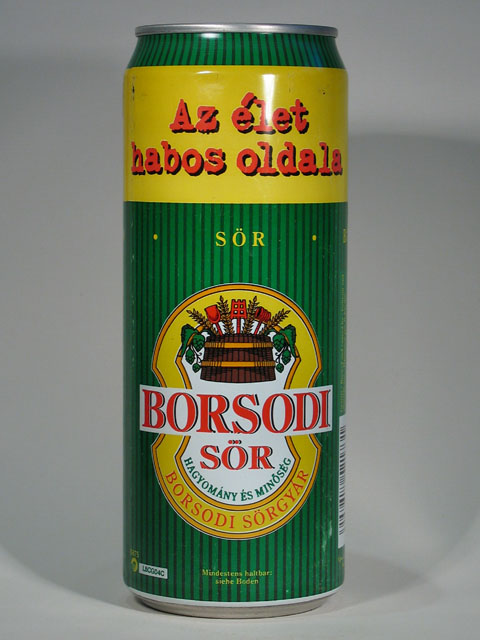 Az élet
habos oldala
• SÖR •
BORSODI
SÖR
HAGYOMÁNY ÉS MINŐSÉG
BORSODI SÖRGYÁR
Mindestens haltbar:
siehe Boden